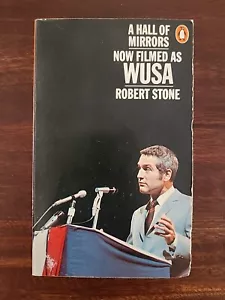 A HALL OF
MIRRORS
NOW FILMED AS
WUSA
ROBERT STONE